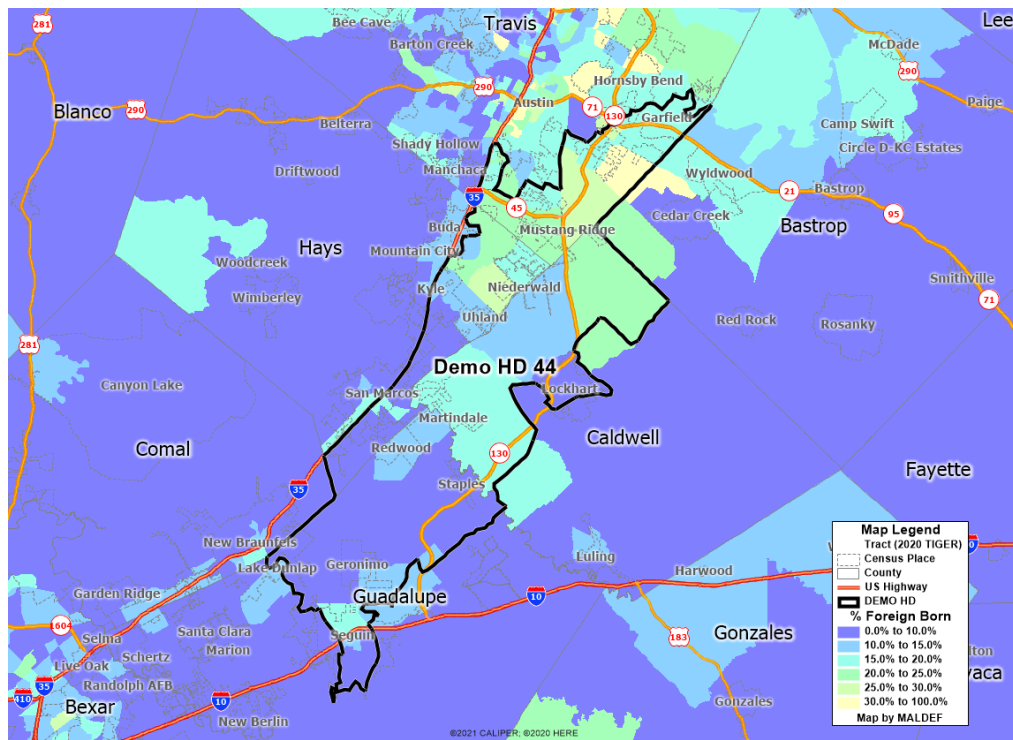 Travis
Lee
Bee Cave
281
Barton Creek
McDade
290
Hornsby Bend
290
Austin
71
130
Paige
Blanco
290
Belterra
Garfield
Camp Swift
Shady Hollow
Circle D-KC Estates
Driftwood
Manchaca
Wyldwood
35
45
21
Bastrop
95
Cedar Creek
Buda
Mustang Ridge
Bastrop
Hays
Mountain City
Woodcreek
Smithville
Wimberley
Kyle
Niederwald
71
Uhland
Red Rock
Rosanky
281
Demo HD 44
Canyon Lake
San Marcos
Lockhart
Martindale
Caldwell
Comal
Redwood
130
Fayette
Staples
35
New Braunfels
Luling
Lake Dunlap
Geronimo
Harwood
Garden Ridge
Guadalupe
10
1604
Selma
Santa Clara
Seguin
183
Gonzales
Marion
Live Oak
Schertz
Randolph AFB
35
410
10
Bexar
New Berlin
Gonzales
Map Legend
Tract (2020 TIGER)
Census Place
County
US Highway
DEMO HD
% Foreign Born
0.0% to 10.0%
10.0% to 15.0%
15.0% to 20.0%
20.0% to 25.0%
25.0% to 30.0%
30.0% to 100.0%
Map by MALDEF
©2021 CALIPER; ©2020 HERE